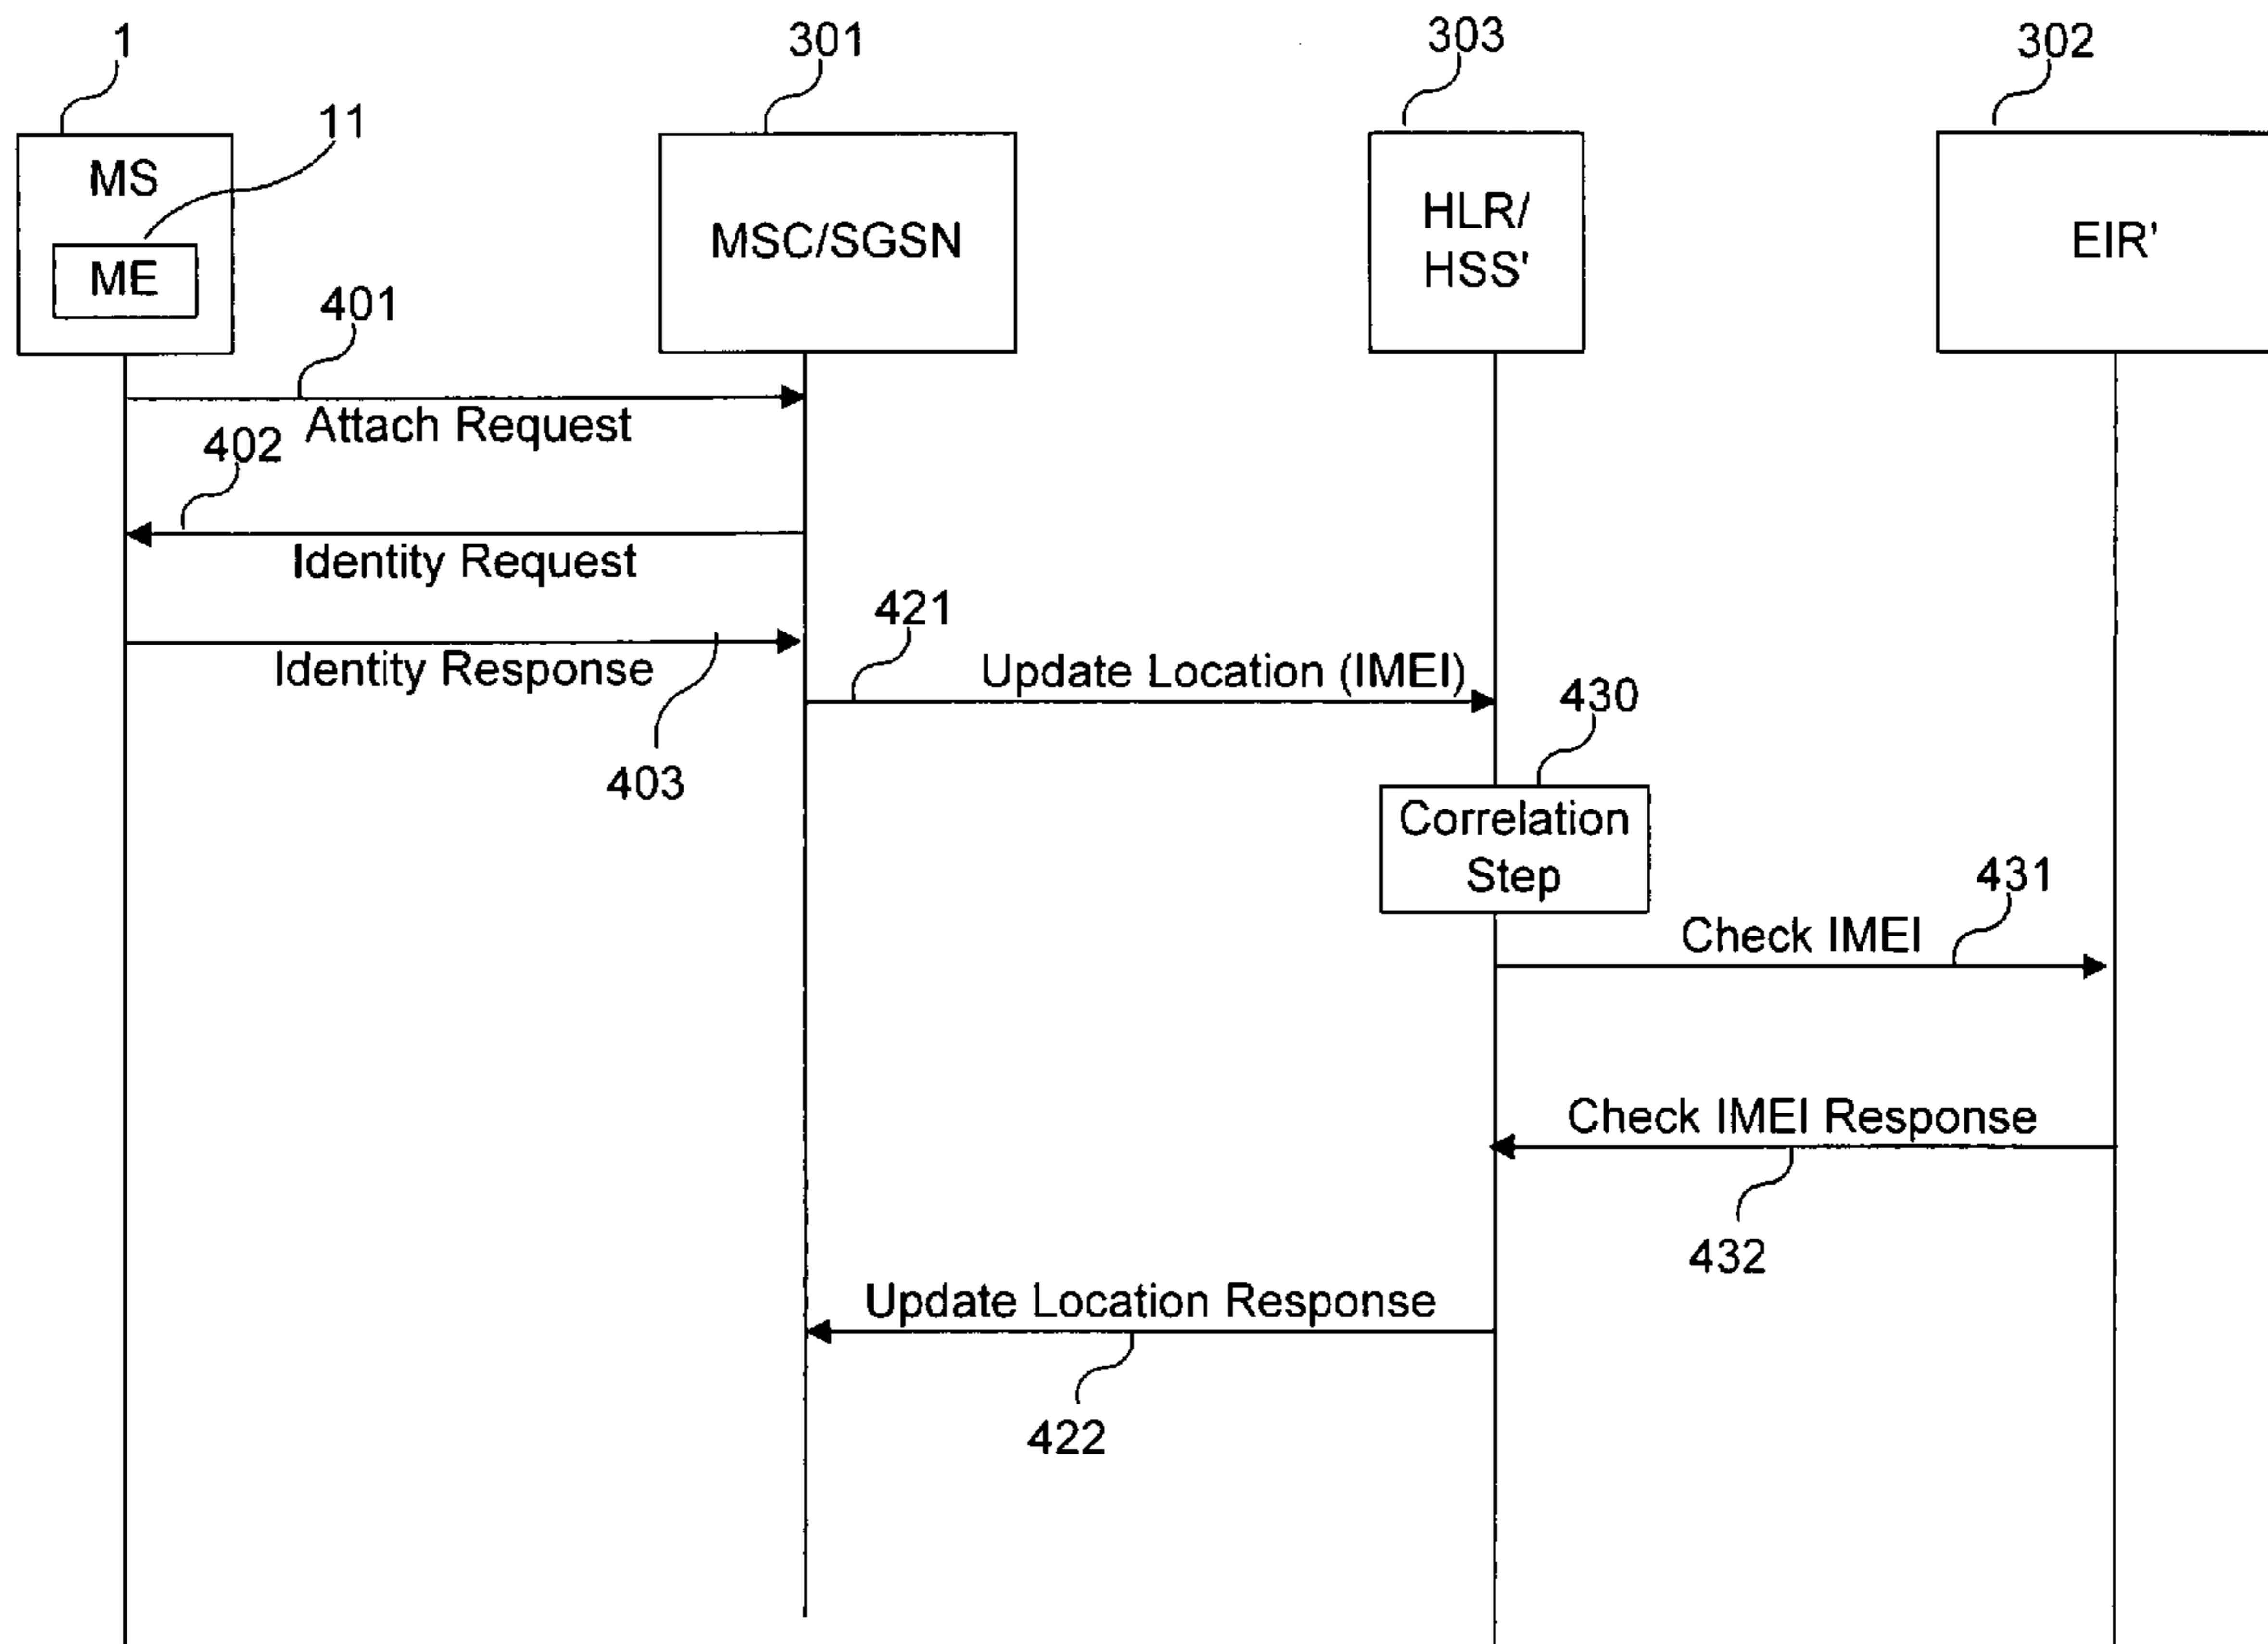 1
301
303
302
11
MS
ME
MSC/SGSN
HLR/
HSS'
EIR'
401
Attach Request
402
Identity Request
421
Identity Response
Update Location (IMEI)
403
430
Correlation
Step
431
Check IMEI
Check IMEI Response
432
Update Location Response
422